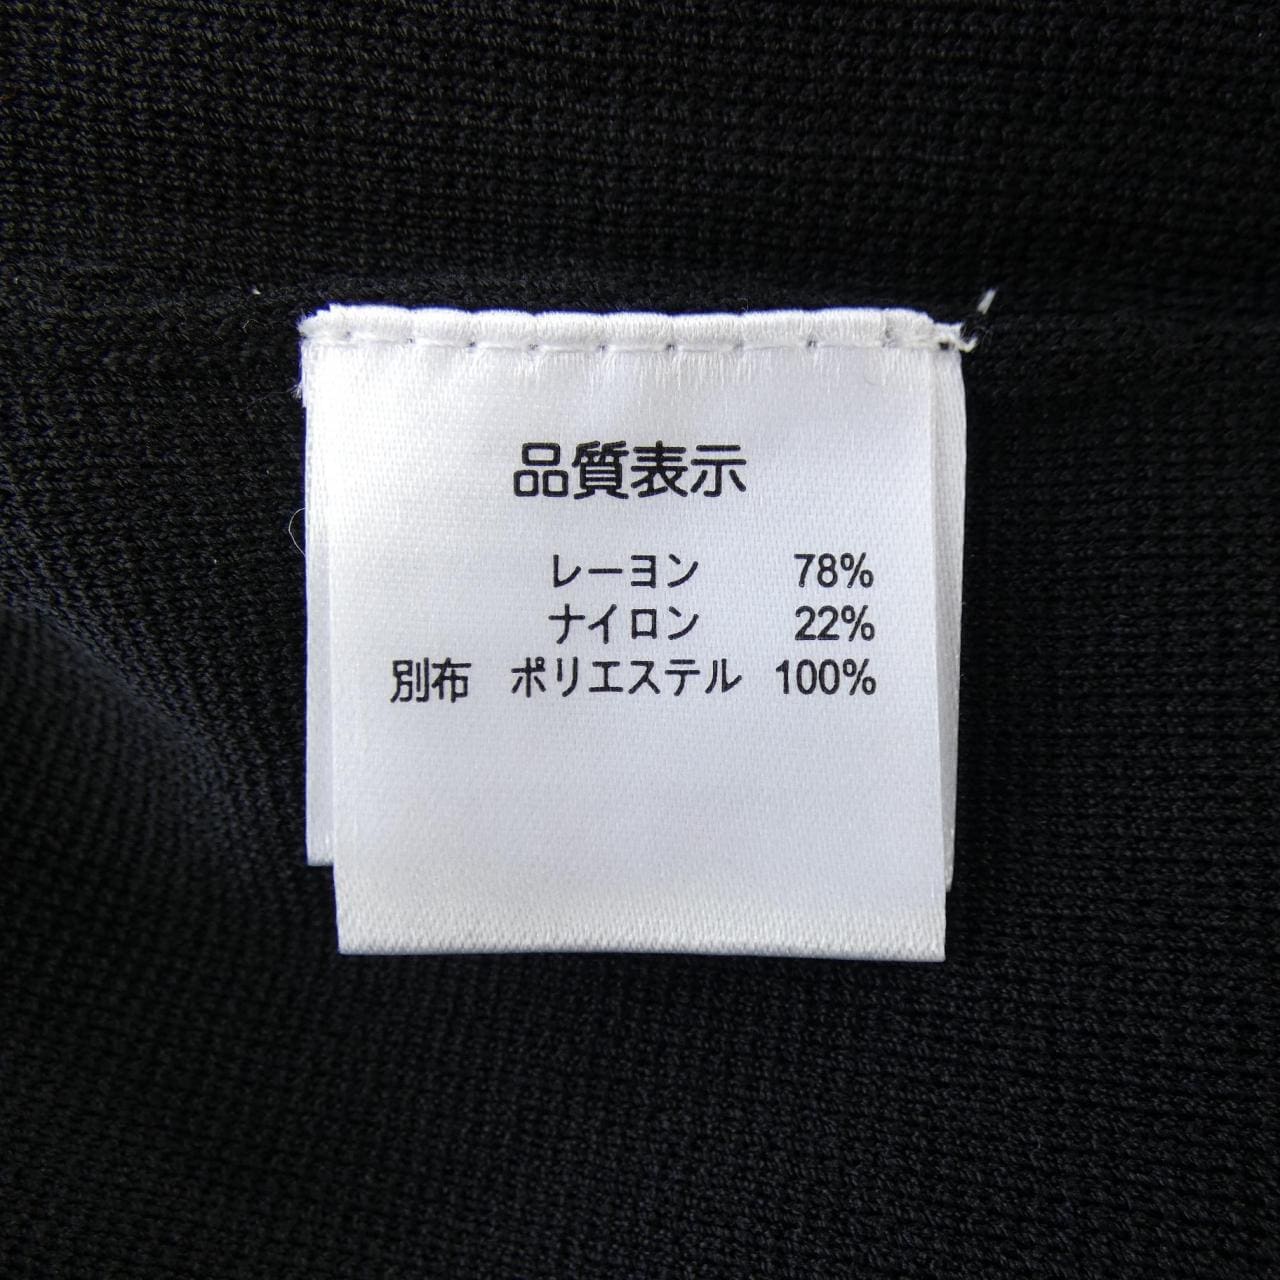 品質表示
レーヨン 78%
ナイロン 22%
別布 ポリエステル 100%